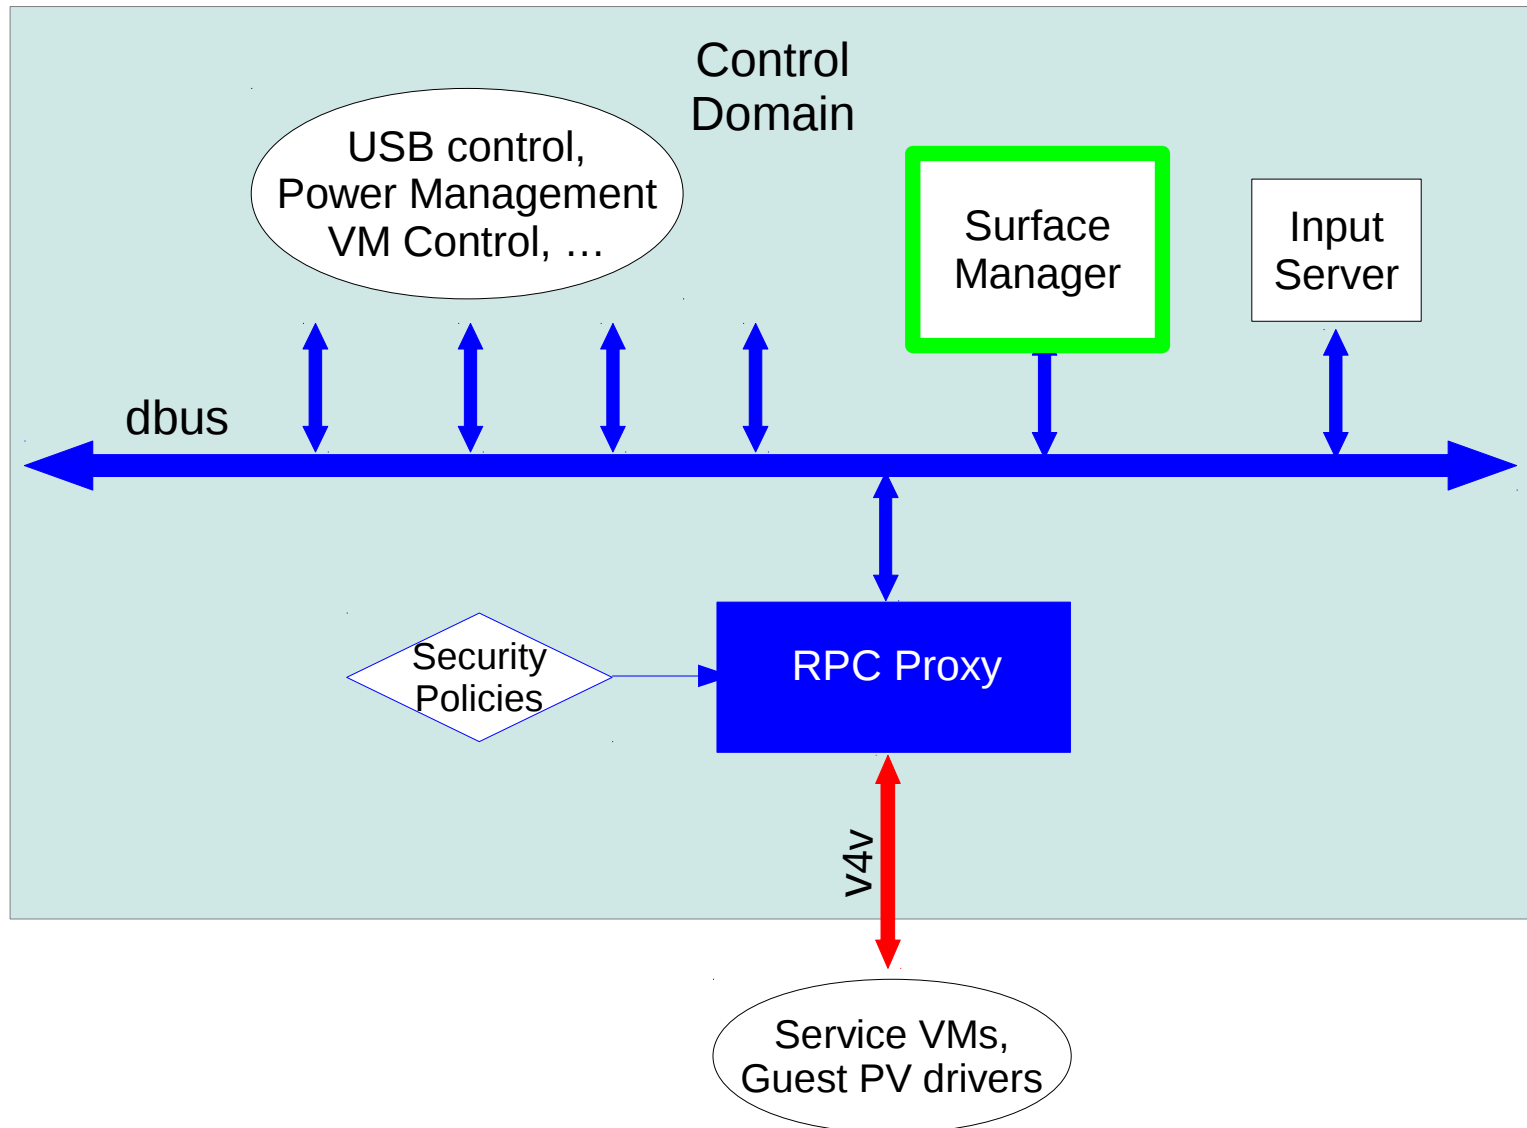 Control
Domain
USB control,
Power Management
VM Control, …
Surface
Manager
Input
Server
dbus
Security
Policies
RPC Proxy
v4v
Service VMs,
Guest PV drivers